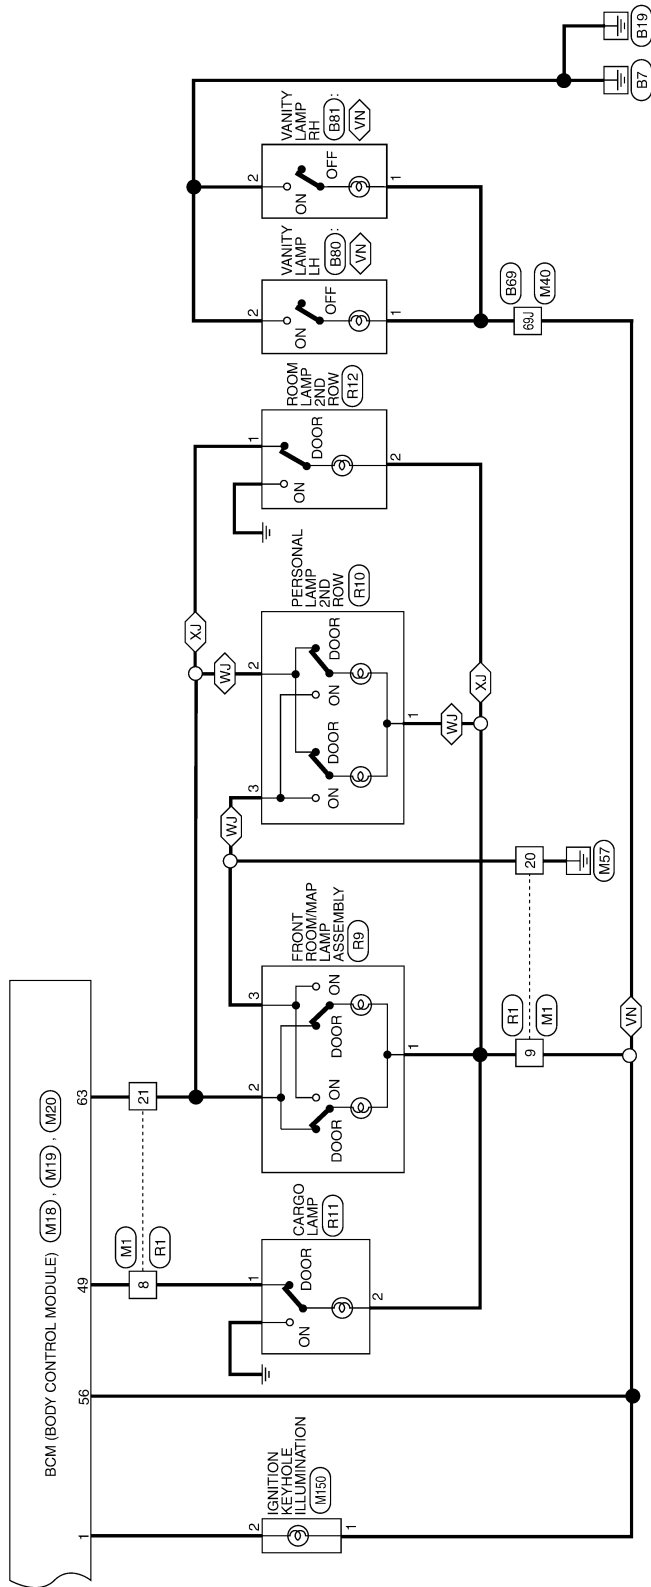 BCM (BODY CONTROL MODULE) M18 , M19 , M20
1
56
49
63
M1
R1
8
21
IGNITION
KEYHOLE
ILLUMINATION
M150
2
1
CARGO
LAMP
R11
1
2
ON
DOOR
FRONT
ROOM/MAP
LAMP
ASSEMBLY
R9
2
3
1
DOOR
ON
DOOR
ON
R1
M1
9
20
M57
WJ
WJ
XJ
PERSONAL
LAMP
2ND
ROW
R10
3
2
1
ON
DOOR
ON
DOOR
WJ
XJ
ROOM
LAMP
2ND
ROW
R12
1
2
ON
DOOR
VANITY
LAMP
LH
B80 :
VN
2
1
ON
OFF
VANITY
LAMP
RH
B81 :
VN
2
1
ON
OFF
B69
M40
69J
VN
B7
B19